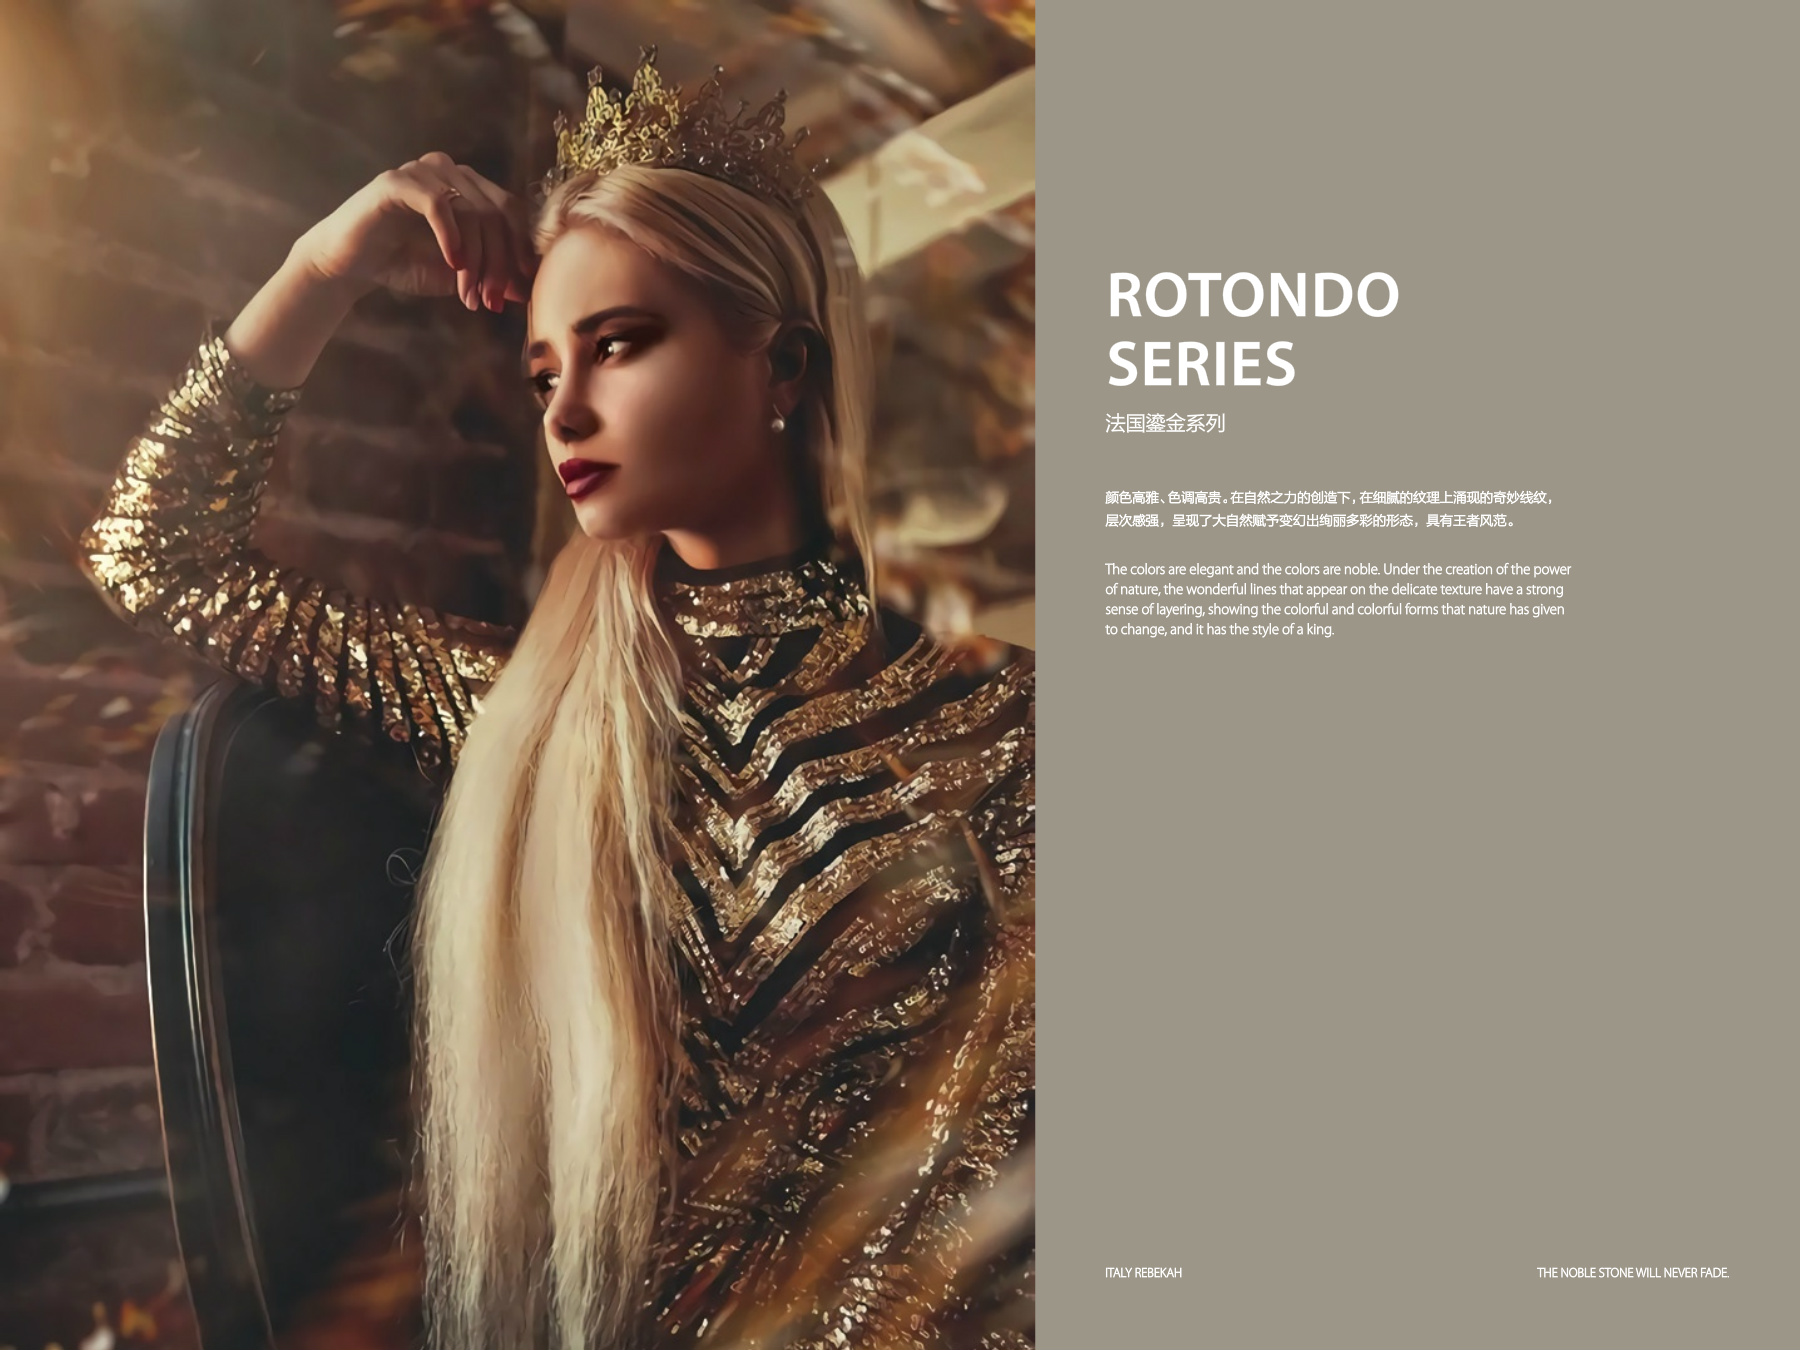 ROTONDO
SERIES
法国鎏金系列
颜色高雅、色调高贵。在自然之力的创造下,在细腻的纹理上涌现的奇妙线纹,
层次感强,呈现了大自然赋予变幻出绚丽多彩的形态,具有王者风范。
The colors are elegant and the colors are noble. Under the creation of the power
of nature, the wonderful lines that appear on the delicate texture have a strong
sense of layering, showing the colorful and colorful forms that nature has given
to change, and it has the style of a king.
ITALY REBEKAH
THE NOBLE STONE WILL NEVER FADE.